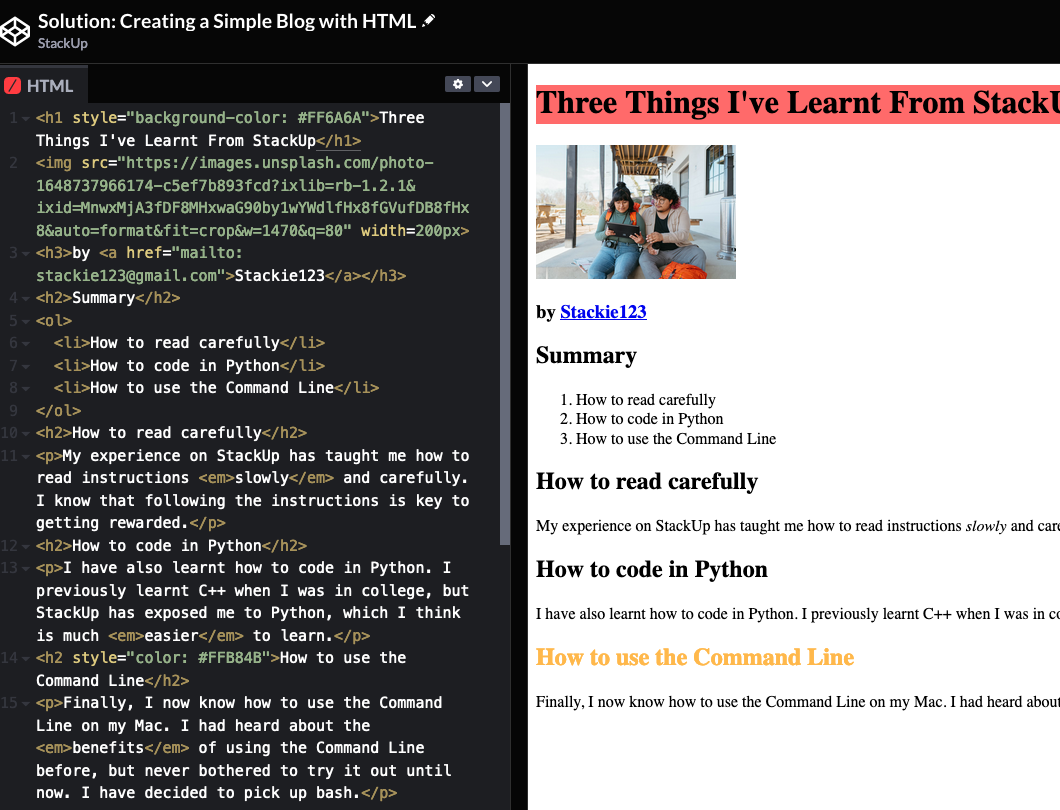 Solution: Creating a Simple Blog with HTML
StackUp
HTML
1 <h1 style="background-color: #FF6A6A">Three
Things I've Learnt From StackUp</h1>
2 <img src="https://images.unsplash.com/photo-
1648737966174-c5ef7b893fcd?ixlib=rb-1.2.1&
ixid=MnwxMjA3fDF8MHxwaG90by1wYWdlfHx8fGVufDB8fHx
8&auto=format&fit=crop&w=1470&q=80" width=200px>
3 <h3>by <a href="mailto:
stackie123@gmail.com">Stackie123</a></h3>
4 <h2>Summary</h2>
5 <ol>
6 <li>How to read carefully</li>
7 <li>How to code in Python</li>
8 <li>How to use the Command Line</li>
9 </ol>
10 <h2>How to read carefully</h2>
11 <p>My experience on StackUp has taught me how to
read instructions <em>slowly</em> and carefully.
I know that following the instructions is key to
getting rewarded.</p>
12 <h2>How to code in Python</h2>
13 <p>I have also learnt how to code in Python. I
previously learnt C++ when I was in college, but
StackUp has exposed me to Python, which I think
is much <em>easier</em> to learn.</p>
14 <h2 style="color: #FFB84B">How to use the
Command Line</h2>
15 <p>Finally, I now know how to use the Command
Line on my Mac. I had heard about the
<em>benefits</em> of using the Command Line
before, but never bothered to try it out until
now. I have decided to pick up bash.</p>
Three Things I've Learnt From StackU
by Stackie123
Summary
1. How to read carefully
2. How to code in Python
3. How to use the Command Line
How to read carefully
My experience on StackUp has taught me how to read instructions slowly and care
How to code in Python
I have also learnt how to code in Python. I previously learnt C++ when I was in co
How to use the Command Line
Finally, I now know how to use the Command Line on my Mac. I had heard about